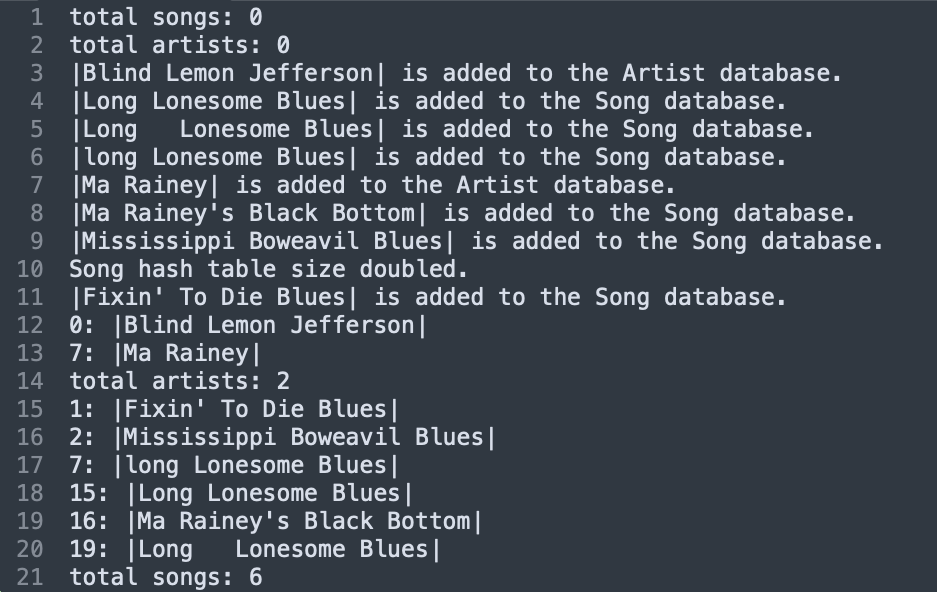 1 total songs: 0
2 total artists: 0
3 |Blind Lemon Jefferson| is added to the Artist database.
4 |Long Lonesome Blues| is added to the Song database.
5 |Long   Lonesome Blues| is added to the Song database.
6 |long Lonesome Blues| is added to the Song database.
7 |Ma Rainey| is added to the Artist database.
8 |Ma Rainey's Black Bottom| is added to the Song database.
9 |Mississippi Boweavil Blues| is added to the Song database.
10 Song hash table size doubled.
11 |Fixin' To Die Blues| is added to the Song database.
12 0: |Blind Lemon Jefferson|
13 7: |Ma Rainey|
14 total artists: 2
15 1: |Fixin' To Die Blues|
16 2: |Mississippi Boweavil Blues|
17 7: |long Lonesome Blues|
18 15: |Long Lonesome Blues|
19 16: |Ma Rainey's Black Bottom|
20 19: |Long   Lonesome Blues|
21 total songs: 6